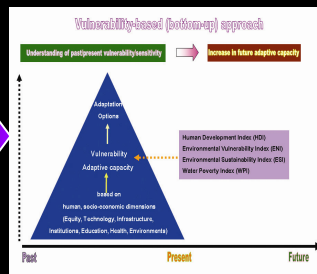 Vulnerability-based (bottom-up) approach
Understanding of past/present vulnerability/sensitivity
Increase in future adaptive capacity
Adaptation
Options
Vulnerability
Adaptive capacity
based on
human, socio-economic dimensions
(Equity, Technology, Infrastructure,
Institutions, Education, Health, Environments)
Human Development Index (HDI)
Environmental Vulnerability Index (ENI)
Environmental Sustainability Index (ESI)
Water Poverty Index (WPI)
Past
Present
Future